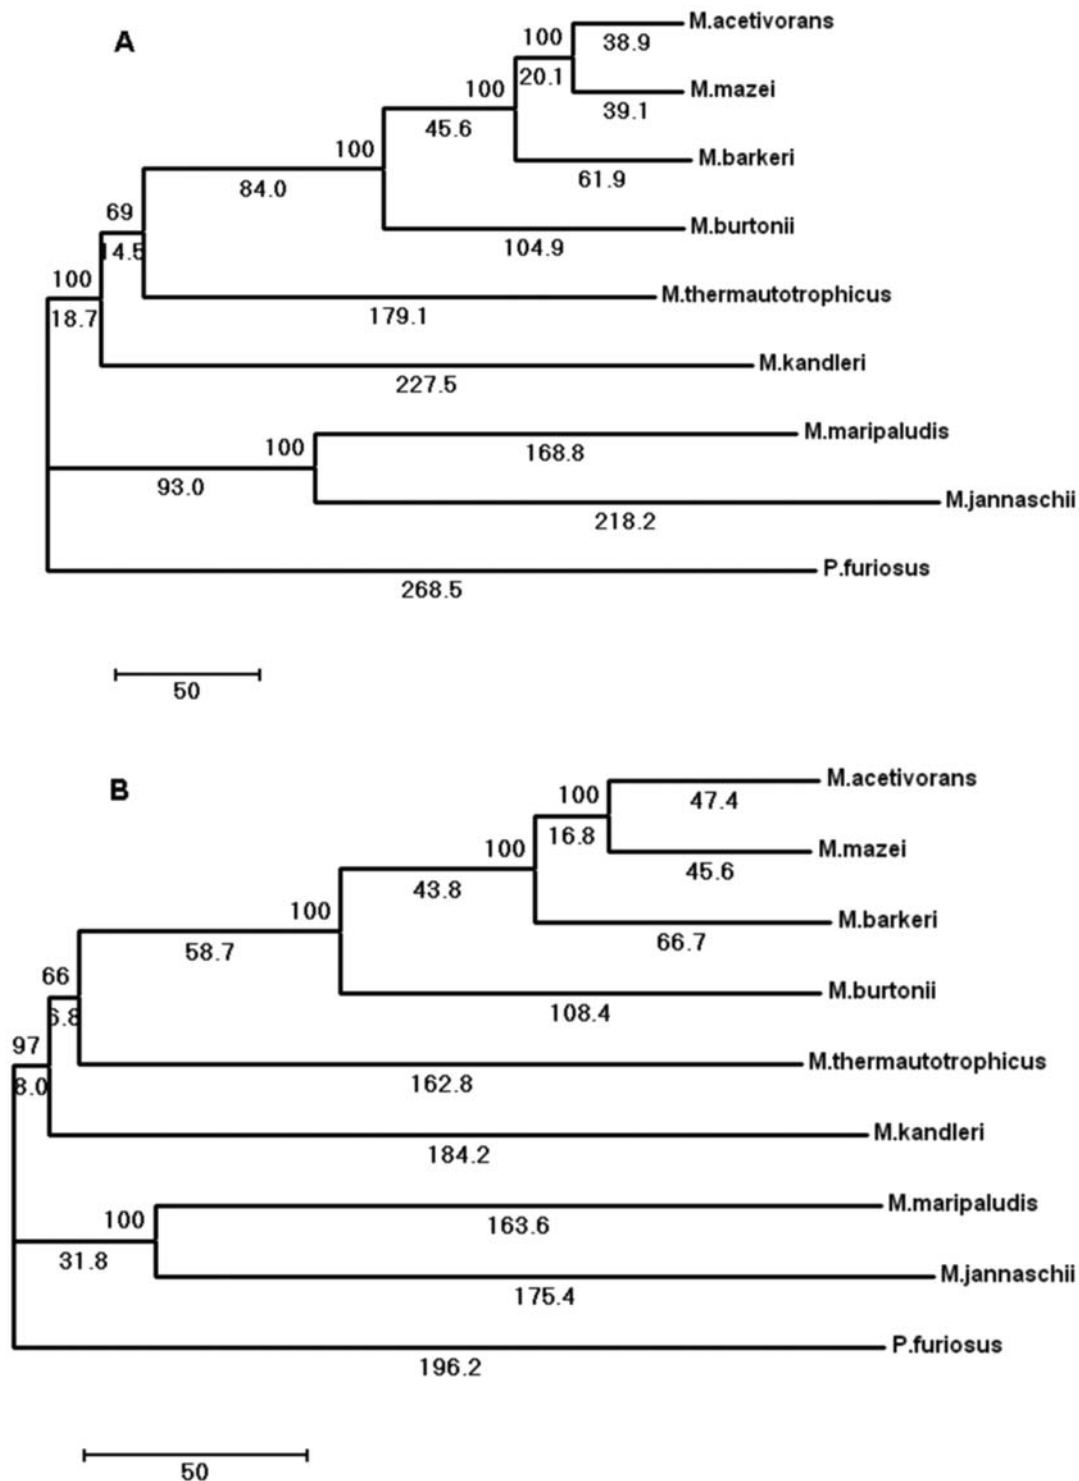 A
M.acetivorans
100
38.9
20.1
M.mazei
100
39.1
45.6
M.barkeri
100
61.9
84.0
M.burtonii
69
104.9
14.5
M.thermautotrophicus
100
179.1
18.7
M.kandleri
227.5
M.maripaludis
100
168.8
93.0
M.jannaschii
218.2
P.furiosus
268.5
50
B
M.acetivorans
100
47.4
16.8
M.mazei
100
45.6
43.8
M.barkeri
100
66.7
58.7
M.burtonii
66
108.4
6.8
97
M.thermautotrophicus
8.0
162.8
M.kandleri
184.2
M.maripaludis
100
163.6
31.8
M.jannaschii
175.4
P.furiosus
196.2
50